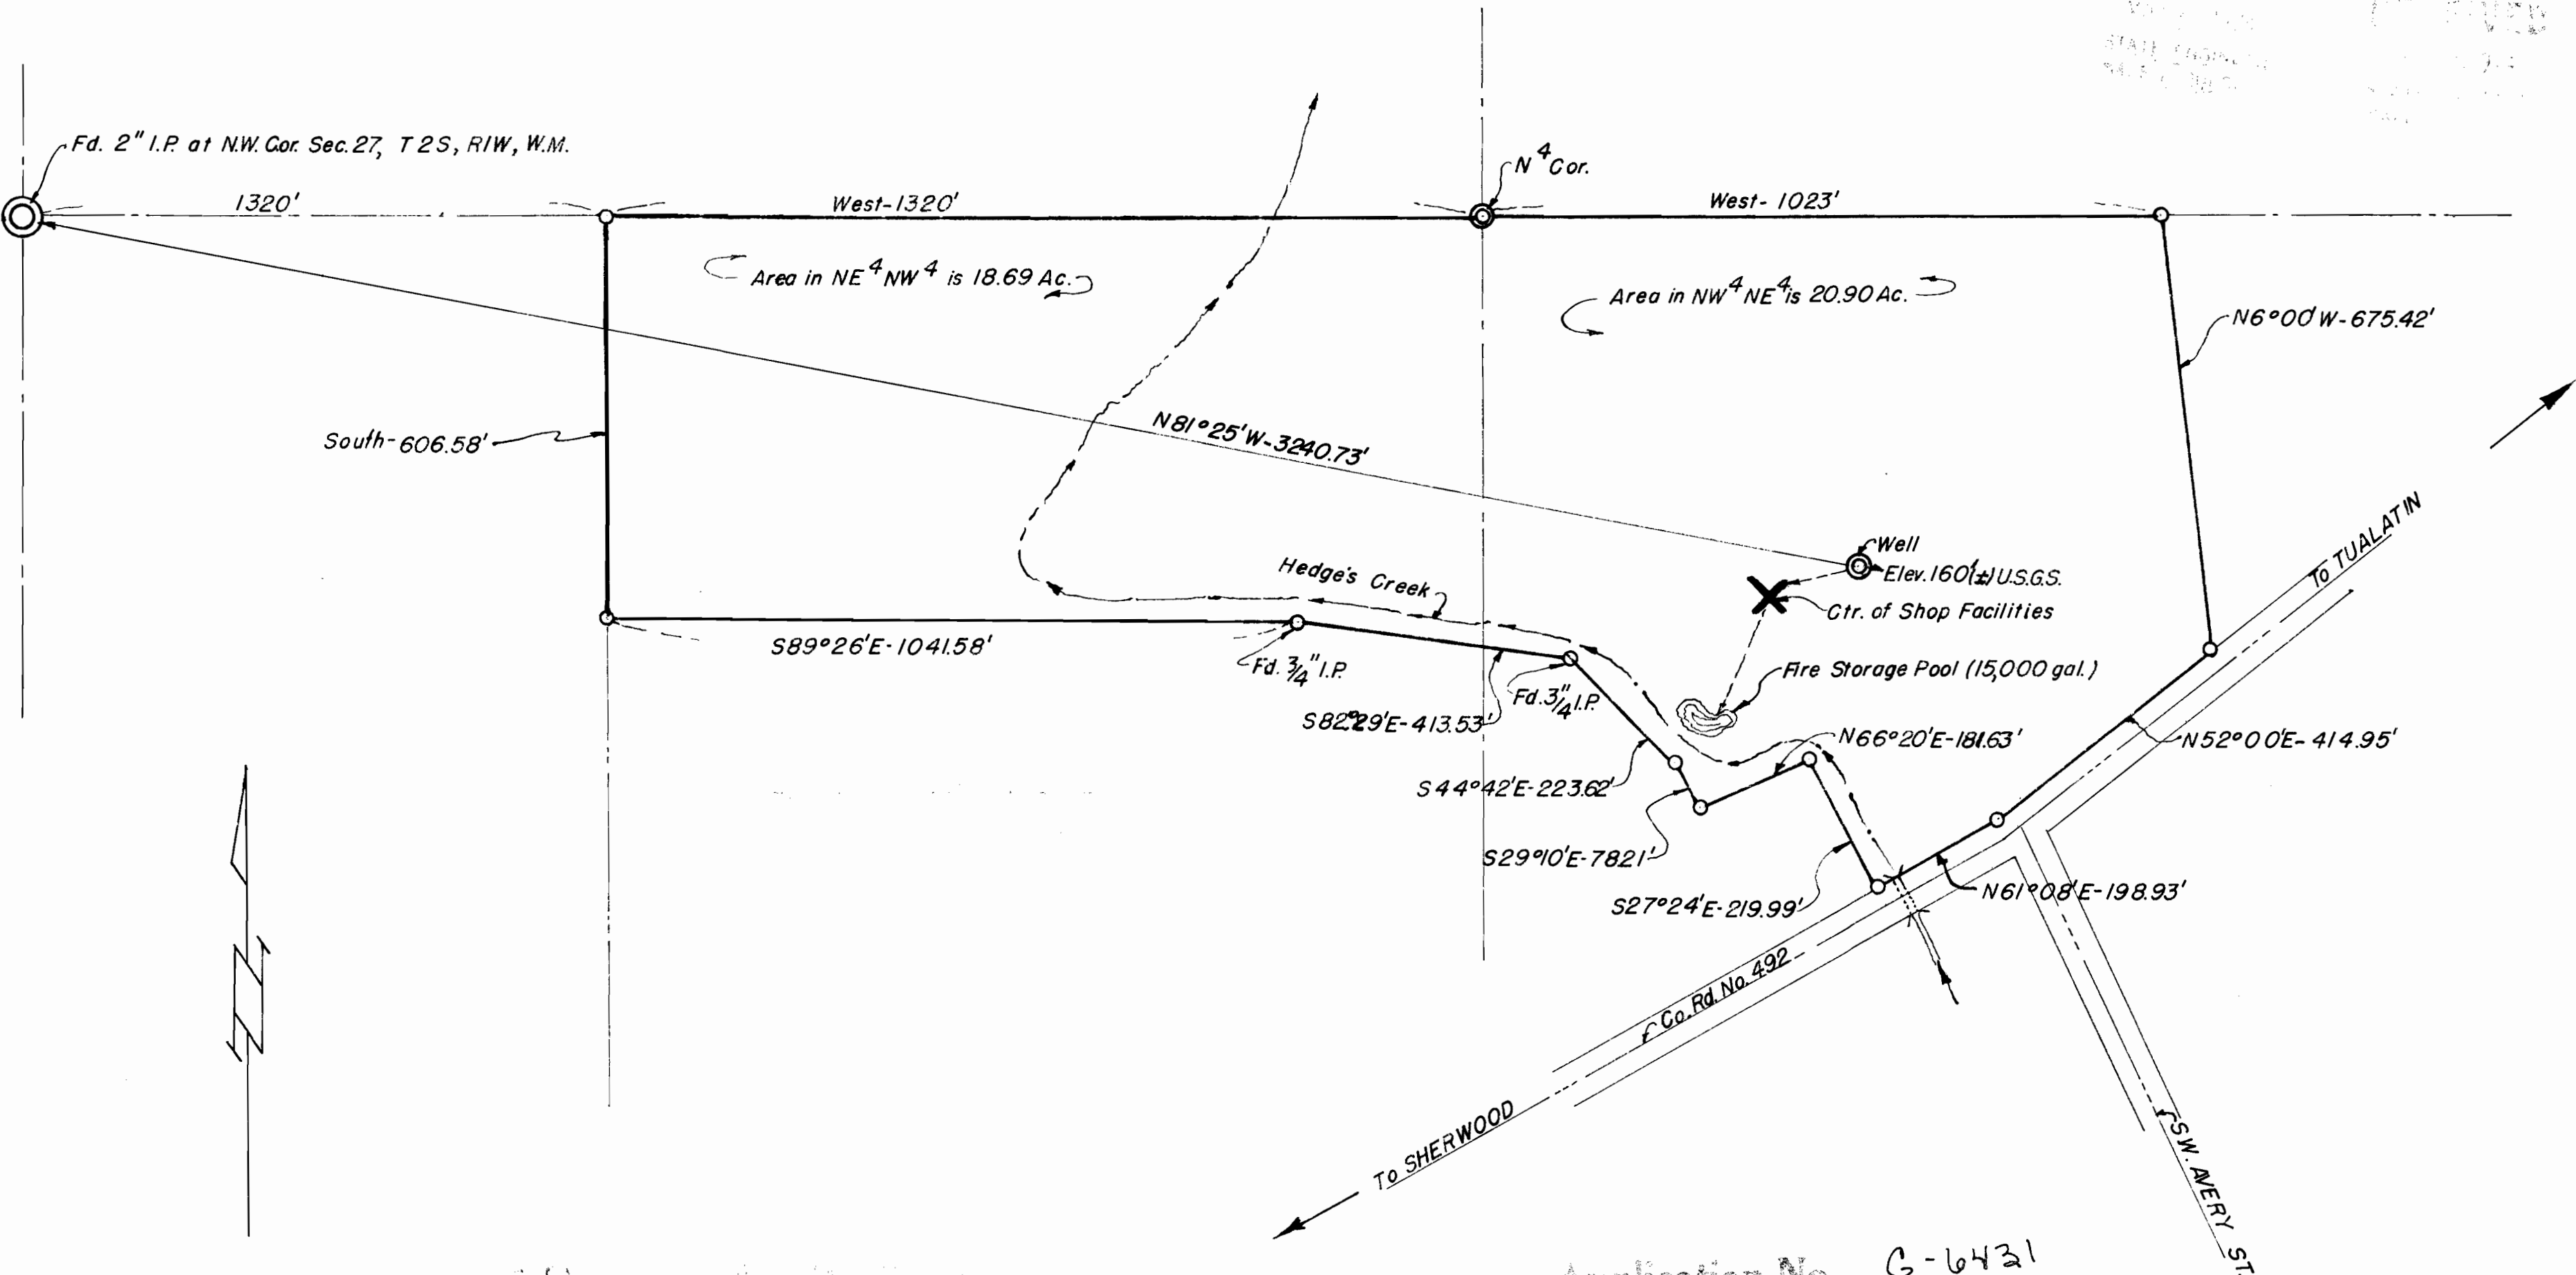 Fd. 2" I.P. at N.W. Cor. Sec. 27, T 2 S, R1W, W.M.
1320'
West-1320'
N 4 Cor.
West- 1023'
Area in NE 4 NW 4 is 18.69 Ac.
Area in NW 4 NE 4 is 20.90 Ac.
N6°00'W-675.42'
South-606.58'
N81°25'W-3240.73'
To TUALATIN
Well
Elev. 160'(±) U.S.G.S.
Ctr. of Shop Facilities
Hedge's Creek
S89°26'E-1041.58'
Fd. 3/4" I.P.
Fd. 3/4" I.P.
Fire Storage Pool (15,000 gal.)
S82°29'E-413.53'
N66°20'E-181.63'
N52°00'E-414.95'
S44°42'E-223.62'
S29°10'E-78.21'
S27°24'E-219.99'
N61°08'E-198.93'
Co. Rd. No. 492
To SHERWOOD
SW. AVERY ST.
Application No. G-6431